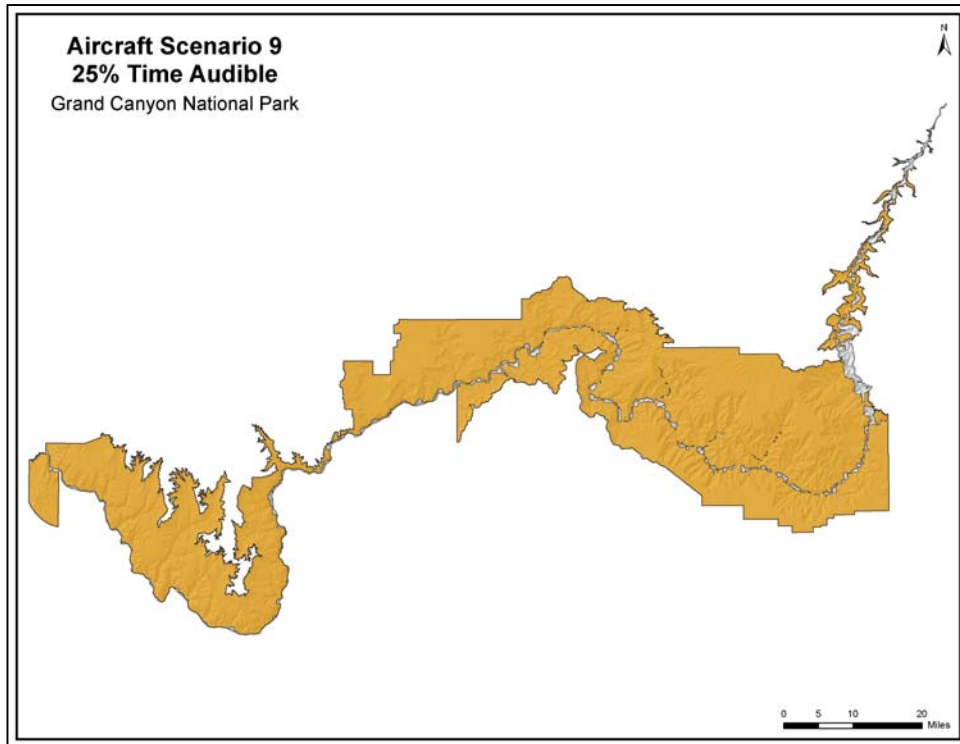 Aircraft Scenario 9
25% Time Audible
Grand Canyon National Park
N
0 5 10 20
Miles